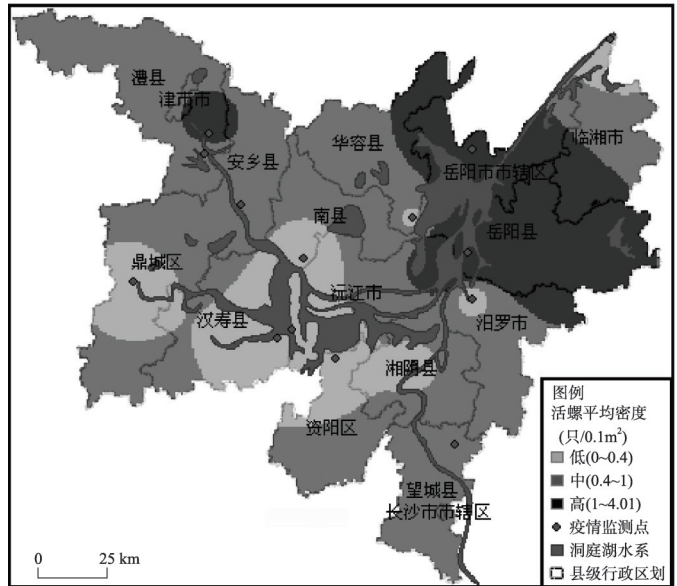 澧县
津市市
安乡县
华容县
临湘市
岳阳市市辖区
南县
岳阳县
鼎城区
沅江市
汉寿县
汨罗市
湘阴县
资阳区
望城县
长沙市市辖区
0 25 km
图例
活螺平均密度
(只/0.1m²)
低(0~0.4)
中(0.4~1)
高(1~4.01)
疫情监测点
洞庭湖水系
县级行政区划